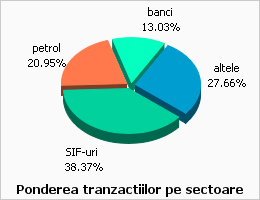 banci
13.03%
petrol
20.95%
altele
27.66%
SIF-uri
38.37%
Ponderea tranzactiilor pe sectoare